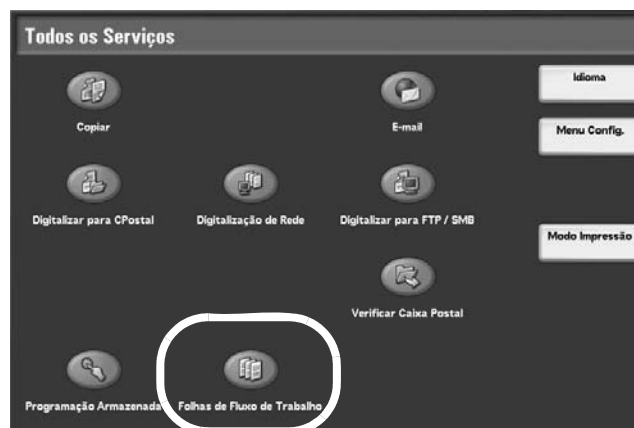 Todos os Serviços
Copiar
E-mail
Idioma
Menu Config.
Digitalizar para CPostal
Digitalização de Rede
Digitalizar para FTP / SMB
Modo Impressão
Verificar Caixa Postal
Programação Armazenada
Folhas de Fluxo de Trabalho